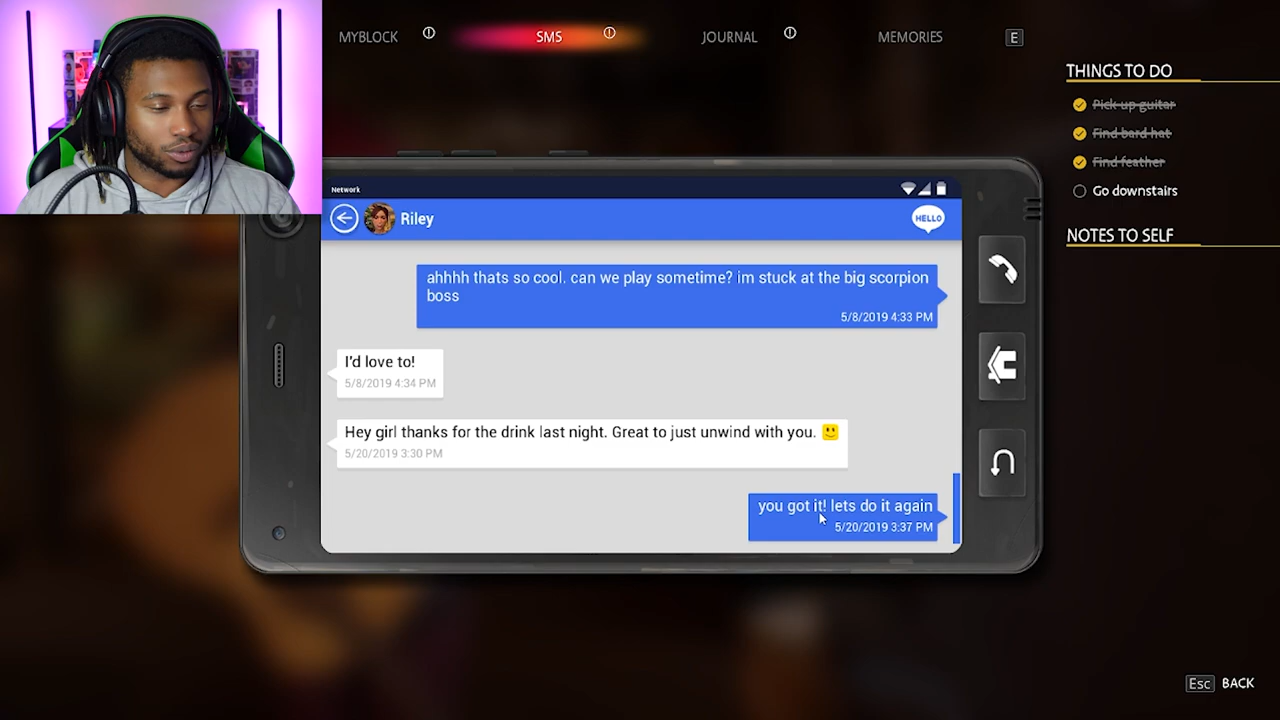 MYBLOCK
SMS
JOURNAL
MEMORIES
E
THINGS TO DO
Pick up guitar
Find bard hat
Find feather
Go downstairs
NOTES TO SELF
Network
Riley
HELLO
ahhhh thats so cool. can we play sometime? im stuck at the big scorpion
boss
5/8/2019 4:33 PM
I'd love to!
5/8/2019 4:34 PM
Hey girl thanks for the drink last night. Great to just unwind with you. 🙂
5/20/2019 3:30 PM
you got it! lets do it again
5/20/2019 3:37 PM
Esc BACK